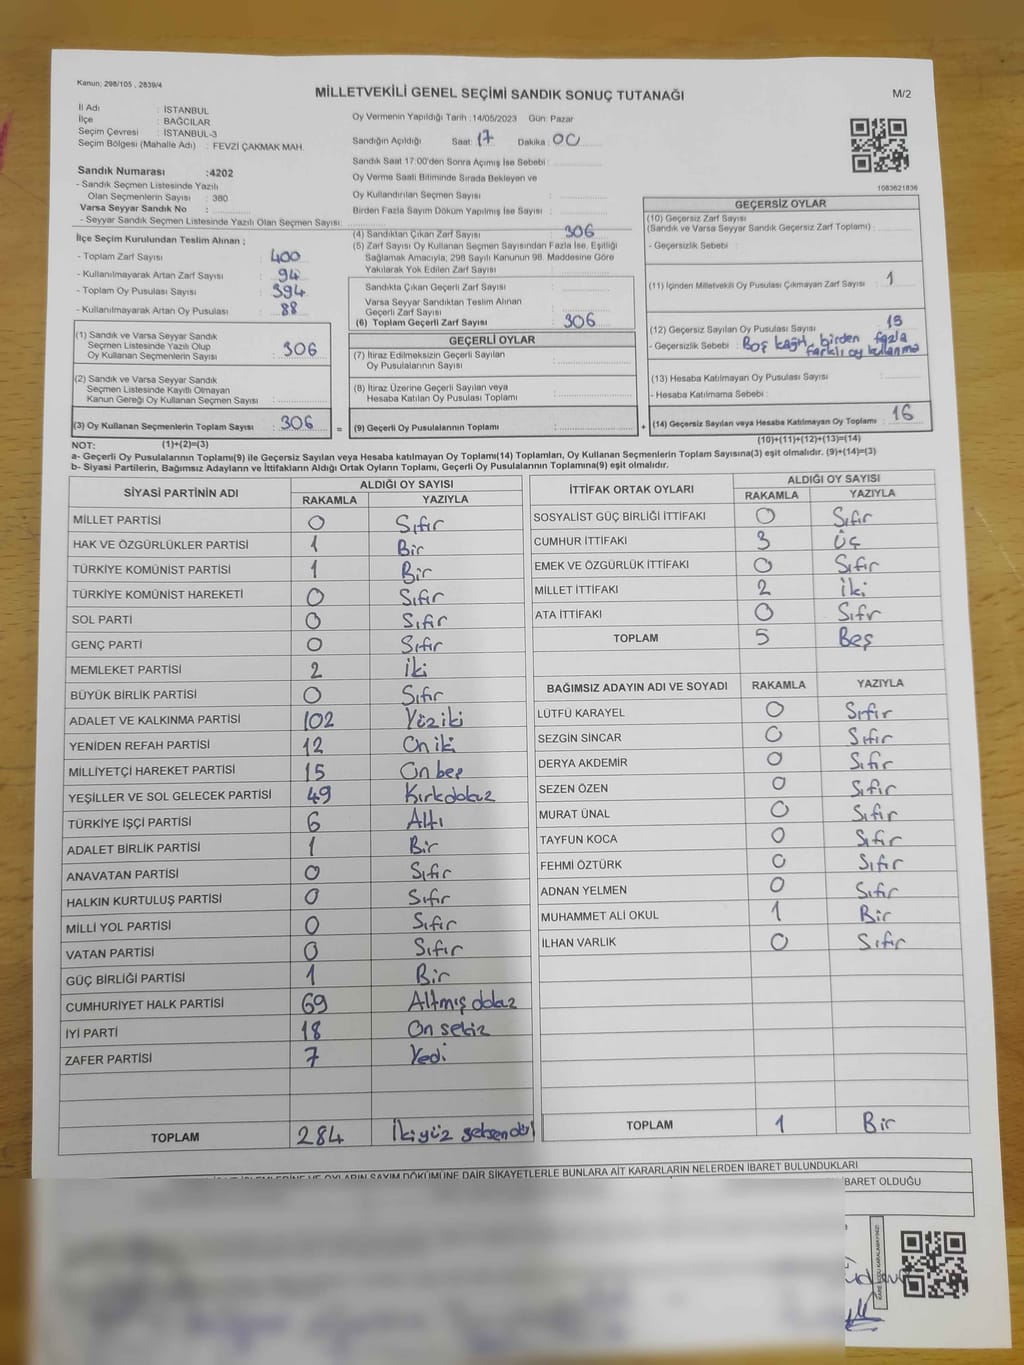 Kanun; 298/105 , 2839/4
MİLLETVEKİLİ GENEL SEÇİMİ SANDIK SONUÇ TUTANAĞI
M/2
İl Adı : İSTANBUL
İlçe : BAĞCILAR
Seçim Çevresi : İSTANBUL-3
Seçim Bölgesi (Mahalle Adı) : FEVZİ ÇAKMAK MAH.
Sandık Numarası :4202
- Sandık Seçmen Listesinde Yazılı
Olan Seçmenlerin Sayısı : 380
Varsa Seyyar Sandık No :
- Seyyar Sandık Seçmen Listesinde Yazılı Olan Seçmen Sayısı:
Oy Vermenin Yapıldığı Tarih :14/05/2023 Gün: Pazar
Sandığın Açıldığı Saat: 17 Dakika: 00
Sandık Saat 17:00'den Sonra Açımış İse Sebebi :
Oy Verme Saati Bitiminde Sırada Bekleyen ve
Oy Kullandırılan Seçmen Sayısı :
Birden Fazla Sayım Döküm Yapılmış İse Sayısı :
1083621836
İlçe Seçim Kurulundan Teslim Alınan ;
- Toplam Zarf Sayısı : 400
- Kullanılmayarak Artan Zarf Sayısı : 94
- Toplam Oy Pusulası Sayısı : 394
- Kullanılmayarak Artan Oy Pusulası : 88
(1) Sandık ve Varsa Seyyar Sandık
Seçmen Listesinde Yazılı Olup
Oy Kullanan Seçmenlerin Sayısı : 306
(2) Sandık ve Varsa Seyyar Sandık
Seçmen Listesinde Kayıtlı Olmayan
Kanun Gereği Oy Kullanan Seçmen Sayısı :
(3) Oy Kullanan Seçmenlerin Toplam Sayısı : 306 =
(4) Sandıktan Çıkan Zarf Sayısı : 306
(5) Zarf Sayısı Oy Kullanan Seçmen Sayısından Fazla İse, Eşitliği
Sağlamak Amacıyla, 298 Sayılı Kanunun 98. Maddesine Göre
Yakılarak Yok Edilen Zarf Sayısı :
Sandıkta Çıkan Geçerli Zarf Sayısı :
Varsa Seyyar Sandıktan Teslim Alınan
Geçerli Zarf Sayısı :
(6) Toplam Geçerli Zarf Sayısı : 306
GEÇERLİ OYLAR
(7) İtiraz Edilmeksizin Geçerli Sayılan
Oy Pusulalarının Sayısı :
(8) İtiraz Üzerine Geçerli Sayılan veya
Hesaba Katılan Oy Pusulası Toplamı :
(9) Geçerli Oy Pusulalarının Toplamı : +
GEÇERSİZ OYLAR
(10) Geçersiz Zarf Sayısı
(Sandık ve Varsa Seyyar Sandık Geçersiz Zarf Toplamı) :
- Geçersizlik Sebebi :
(11) İçinden Milletvekili Oy Pusulası Çıkmayan Zarf Sayısı : 1
(12) Geçersiz Sayılan Oy Pusulası Sayısı : 15
- Geçersizlik Sebebi : Boş kağıt, birden fazla
farklı oy kullanma
(13) Hesaba Katılmayan Oy Pusulası Sayısı :
- Hesaba Katılmama Sebebi :
(14) Geçersiz Sayılan veya Hesaba Katılmayan Oy Toplamı : 16
NOT: (1)+(2)=(3)
(10)+(11)+(12)+(13)=(14)
a- Geçerli Oy Pusulalarının Toplamı(9) ile Geçersiz Sayılan veya Hesaba katılmayan Oy Toplamı(14) Toplamları, Oy Kullanan Seçmenlerin Toplam Sayısına(3) eşit olmalıdır. (9)+(14)=(3)
b- Siyasi Partilerin, Bağımsız Adayların ve İttifakların Aldığı Ortak Oyların Toplamı, Geçerli Oy Pusulalarının Toplamına(9) eşit olmalıdır.
SİYASİ PARTİNİN ADI ALDIĞI OY SAYISI
RAKAMLA YAZIYLA
MİLLET PARTİSİ 0 Sıfır
HAK VE ÖZGÜRLÜKLER PARTİSİ 1 Bir
TÜRKİYE KOMÜNİST PARTİSİ 1 Bir
TÜRKİYE KOMÜNİST HAREKETİ 0 Sıfır
SOL PARTİ 0 Sıfır
GENÇ PARTİ 0 Sıfır
MEMLEKET PARTİSİ 2 İki
BÜYÜK BİRLİK PARTİSİ 0 Sıfır
ADALET VE KALKINMA PARTİSİ 102 Yüziki
YENİDEN REFAH PARTİSİ 12 On iki
MİLLİYETÇİ HAREKET PARTİSİ 15 On beş
YEŞİLLER VE SOL GELECEK PARTİSİ 49 Kırkdokuz
TÜRKİYE İŞÇİ PARTİSİ 6 Altı
ADALET BİRLİK PARTİSİ 1 Bir
ANAVATAN PARTİSİ 0 Sıfır
HALKIN KURTULUŞ PARTİSİ 0 Sıfır
MİLLİ YOL PARTİSİ 0 Sıfır
VATAN PARTİSİ 0 Sıfır
GÜÇ BİRLİĞİ PARTİSİ 1 Bir
CUMHURİYET HALK PARTİSİ 69 Altmış dokuz
İYİ PARTİ 18 On sekiz
ZAFER PARTİSİ 7 Yedi
TOPLAM 284 İkiyüz seksendört
İTTİFAK ORTAK OYLARI ALDIĞI OY SAYISI
RAKAMLA YAZIYLA
SOSYALİST GÜÇ BİRLİĞİ İTTİFAKI 0 Sıfır
CUMHUR İTTİFAKI 3 Üç
EMEK VE ÖZGÜRLÜK İTTİFAKI 0 Sıfır
MİLLET İTTİFAKI 2 İki
ATA İTTİFAKI 0 Sıfır
TOPLAM 5 Beş
BAĞIMSIZ ADAYIN ADI VE SOYADI RAKAMLA YAZIYLA
LÜTFÜ KARAYEL 0 Sıfır
SEZGİN SİNCAR 0 Sıfır
DERYA AKDEMİR 0 Sıfır
SEZEN ÖZEN 0 Sıfır
MURAT ÜNAL 0 Sıfır
TAYFUN KOCA 0 Sıfır
FEHMİ ÖZTÜRK 0 Sıfır
ADNAN YELMEN 0 Sıfır
MUHAMMET ALİ OKUL 1 Bir
İLHAN VARLIK 0 Sıfır
TOPLAM 1 Bir
OYLARIN SAYIM DÖKÜMÜNE DAİR ŞİKAYETLERLE BUNLARA AİT KARARLARIN NELERDEN İBARET BULUNDUKLARI
İBARET OLDUĞU